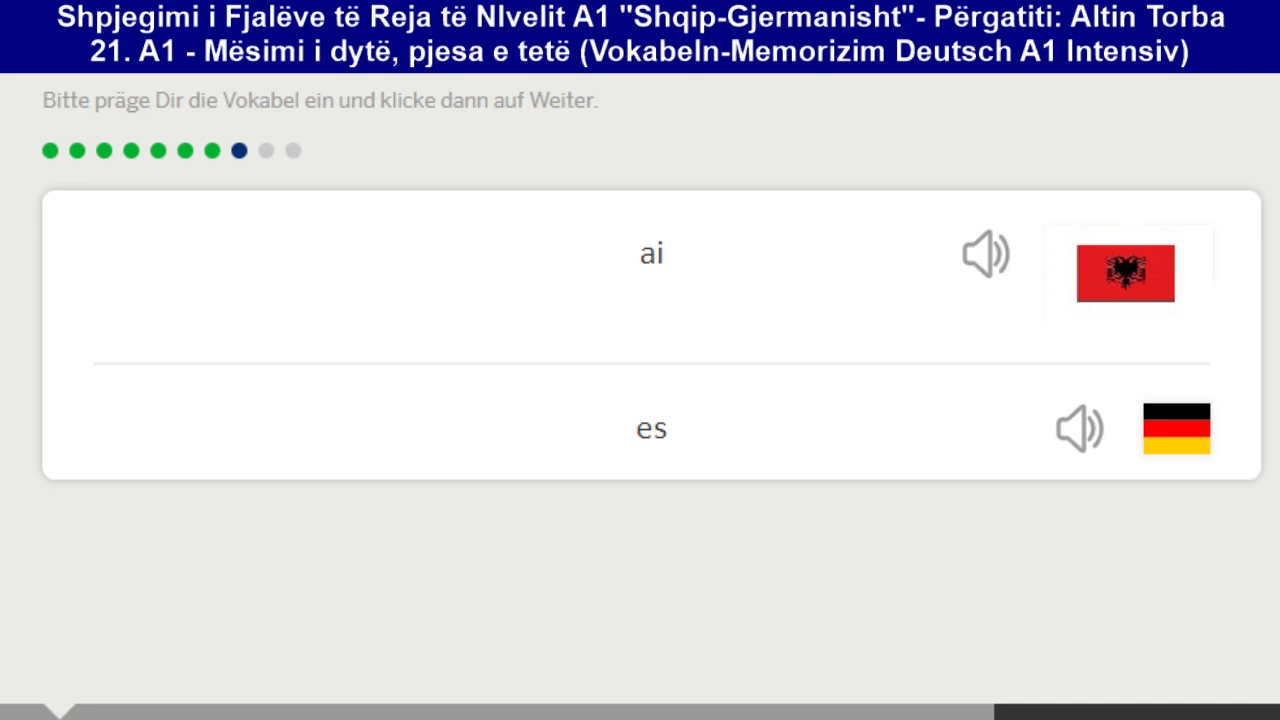 Shpjegimi i Fjalëve të Reja të NIvelit A1 "Shqip-Gjermanisht"- Përgatiti: Altin Torba
21. A1 - Mësimi i dytë, pjesa e tetë (Vokabeln-Memorizim Deutsch A1 Intensiv)
Bitte präge Dir die Vokabel ein und klicke dann auf Weiter.
ai
es